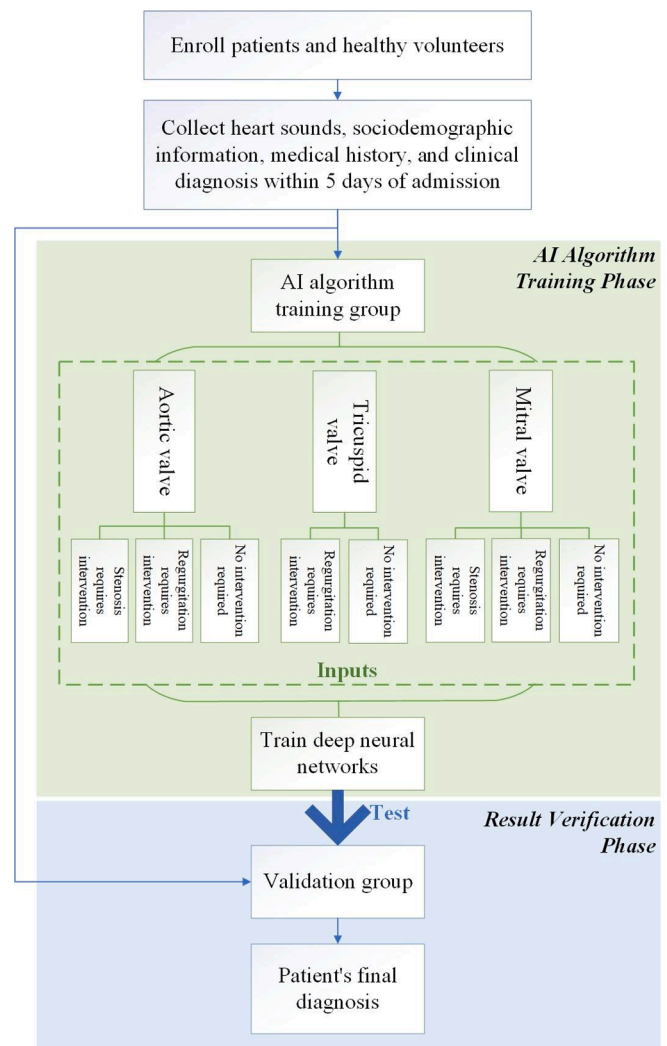 Enroll patients and healthy volunteers
Collect heart sounds, sociodemographic
information, medical history, and clinical
diagnosis within 5 days of admission
AI Algorithm
Training Phase
AI algorithm
training group
Aortic valve
Tricuspid
valve
Mitral valve
Stenosis
requires
intervention
Regurgitation
requires
intervention
No intervention
required
Regurgitation
requires
intervention
No intervention
required
Stenosis
requires
intervention
Regurgitation
requires
intervention
No intervention
required
Inputs
Train deep neural
networks
Test
Result Verification
Phase
Validation group
Patient's final
diagnosis